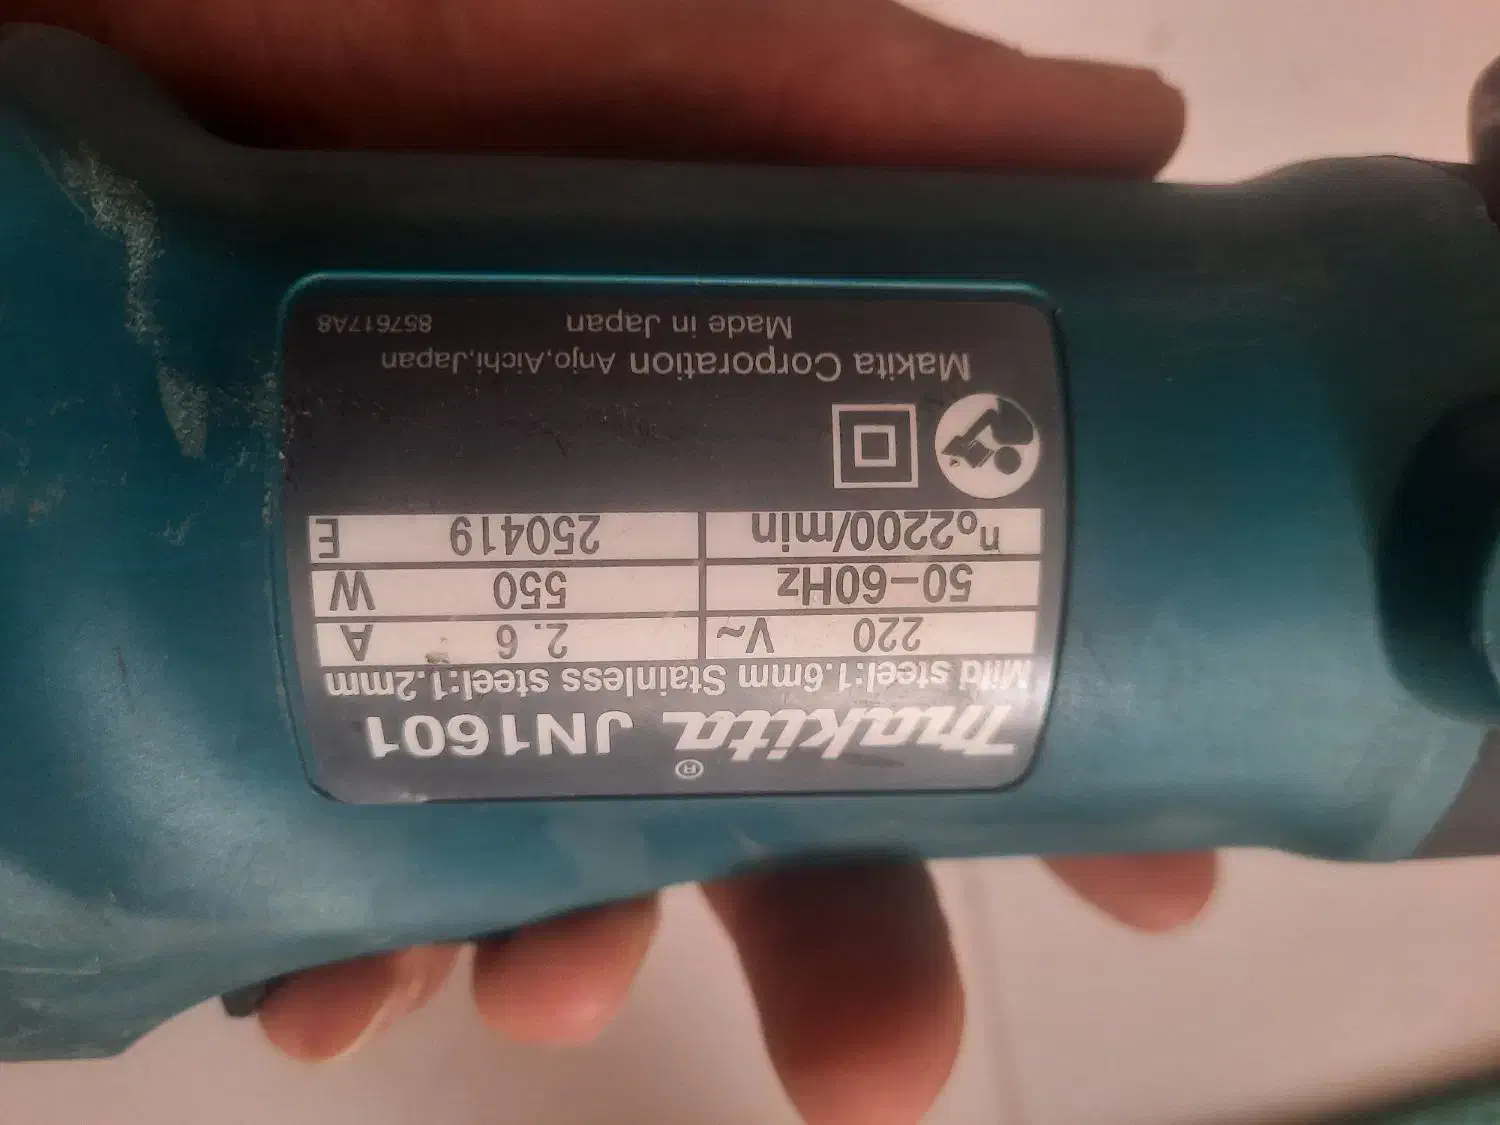 makita® JN1601
Mild steel:1.6mm Stainless steel:1.2mm
220 V~ 2.6 A
50-60Hz 550 W
n₀2200/min 250419 E
Makita Corporation Anjo,Aichi,Japan
Made in Japan 857617A8